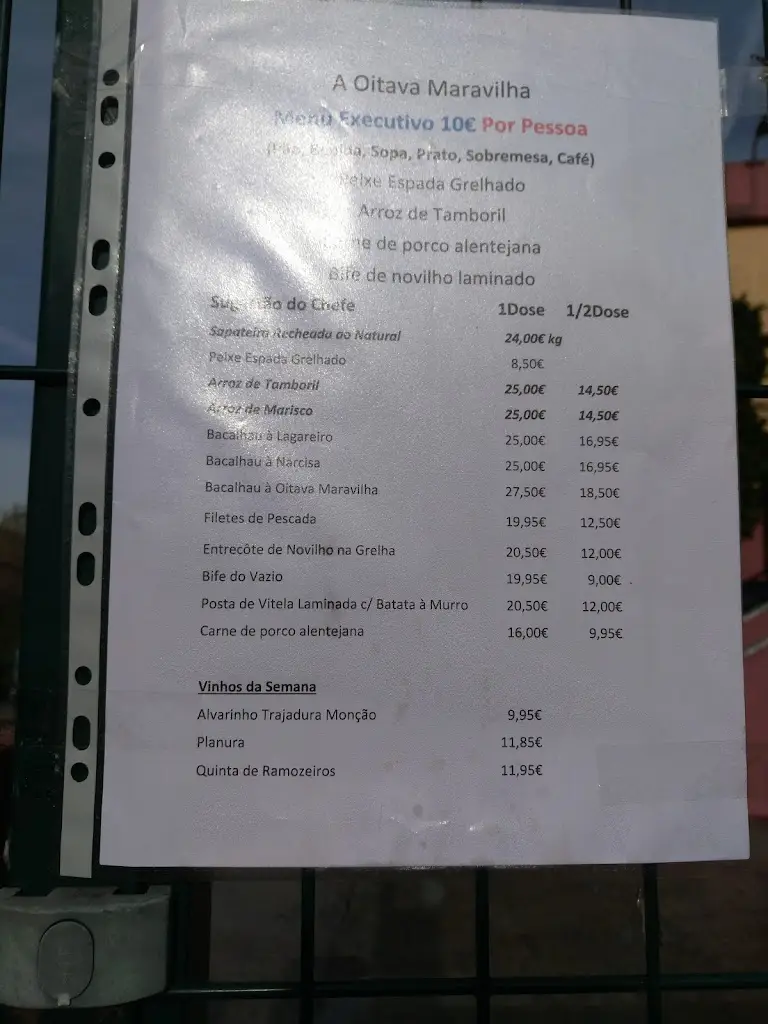 A Oitava Maravilha
Menú Executivo 10€ Por Pessoa
(Pão, Bebida, Sopa, Prato, Sobremesa, Café)
Peixe Espada Grelhado
Arroz de Tamboril
Carne de porco alentejana
Bife de novilho laminado
Sugestão do Chefe 1Dose 1/2Dose
Sapateira Recheada ao Natural 24,00€ kg
Peixe Espada Grelhado 8,50€
Arroz de Tamboril 25,00€ 14,50€
Arroz de Marisco 25,00€ 14,50€
Bacalhau à Lagareiro 25,00€ 16,95€
Bacalhau à Narcisa 25,00€ 16,95€
Bacalhau à Oitava Maravilha 27,50€ 18,50€
Filetes de Pescada 19,95€ 12,50€
Entrecôte de Novilho na Grelha 20,50€ 12,00€
Bife do Vazio 19,95€ 9,00€ .
Posta de Vitela Laminada c/ Batata à Murro 20,50€ 12,00€
Carne de porco alentejana 16,00€ 9,95€
Vinhos da Semana
Alvarinho Trajadura Monção 9,95€
Planura 11,85€
Quinta de Ramozeiros 11,95€